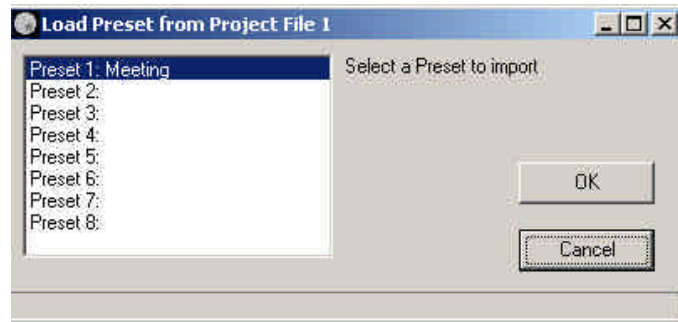 Load Preset from Project File 1
Preset 1: Meeting
Preset 2:
Preset 3:
Preset 4:
Preset 5:
Preset 6:
Preset 7:
Preset 8:
Select a Preset to import
OK
Cancel